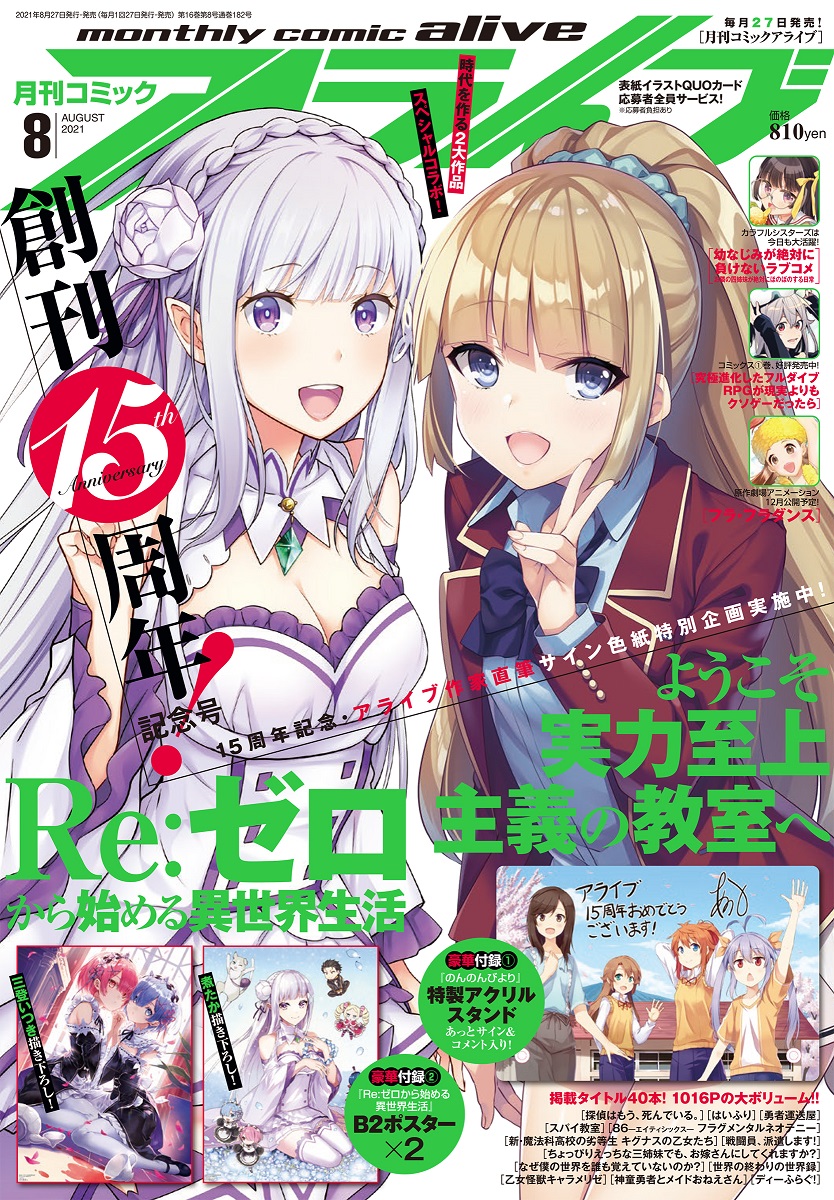 2021年8月27日発行・発売(毎月1回27日発行・発売) 第16巻第8号通巻182号
monthly comic alive
毎月27日発売!
[月刊コミックアライブ]
月刊コミック
アライブ
8
AUGUST
2021
時代を作る2大作品
スペシャルコラボ!
表紙イラストQUOカード
応募者全員サービス!
※応募者負担あり
価格
810yen
創刊
15th
Anniversary
周年!
記念号
カラフルシスターズは
今日も大活躍!
[幼なじみが絶対に
負けないラブコメ
コミックス①巻、好評発売中!
[究極進化したフルダイブ
RPGが現実よりも
クソゲーだったら]
原作劇場アニメーション
12月公開予定!
[フラ・フラダンス]
15周年記念・アライブ作家直筆サイン色紙特別企画実施中!
ようこそ
実力至上
主義の教室へ
Re:ゼロ
から始める異世界生活
三登いつき描き下ろし!
煮たか描き下ろし!
豪華付録①
『のんのんびより』
特製アクリル
スタンド
あっとサイン&
コメント入り!
豪華付録②
『Re:ゼロから始める
異世界生活』
B2ポスター
×2
アライブ
15周年おめでとう
ございます!
あっと
掲載タイトル40本! 1016Pの大ボリューム!!
[探偵はもう、死んでいる。] [はいふり] [勇者運送屋]
[スパイ教室] [86―エイティシックス― フラグメンタルネオテニー]
[新・魔法科高校の劣等生 キグナスの乙女たち] [戦闘員、派遣します!]
[ちょっぴりえっちな三姉妹でも、お嫁さんにしてくれますか?]
[なぜ僕の世界を誰も覚えていないのか?] [世界の終わりの世界録]
[乙女怪獣キャラメリゼ] [神童勇者とメイドおねえさん] [ディーふらぐ!]